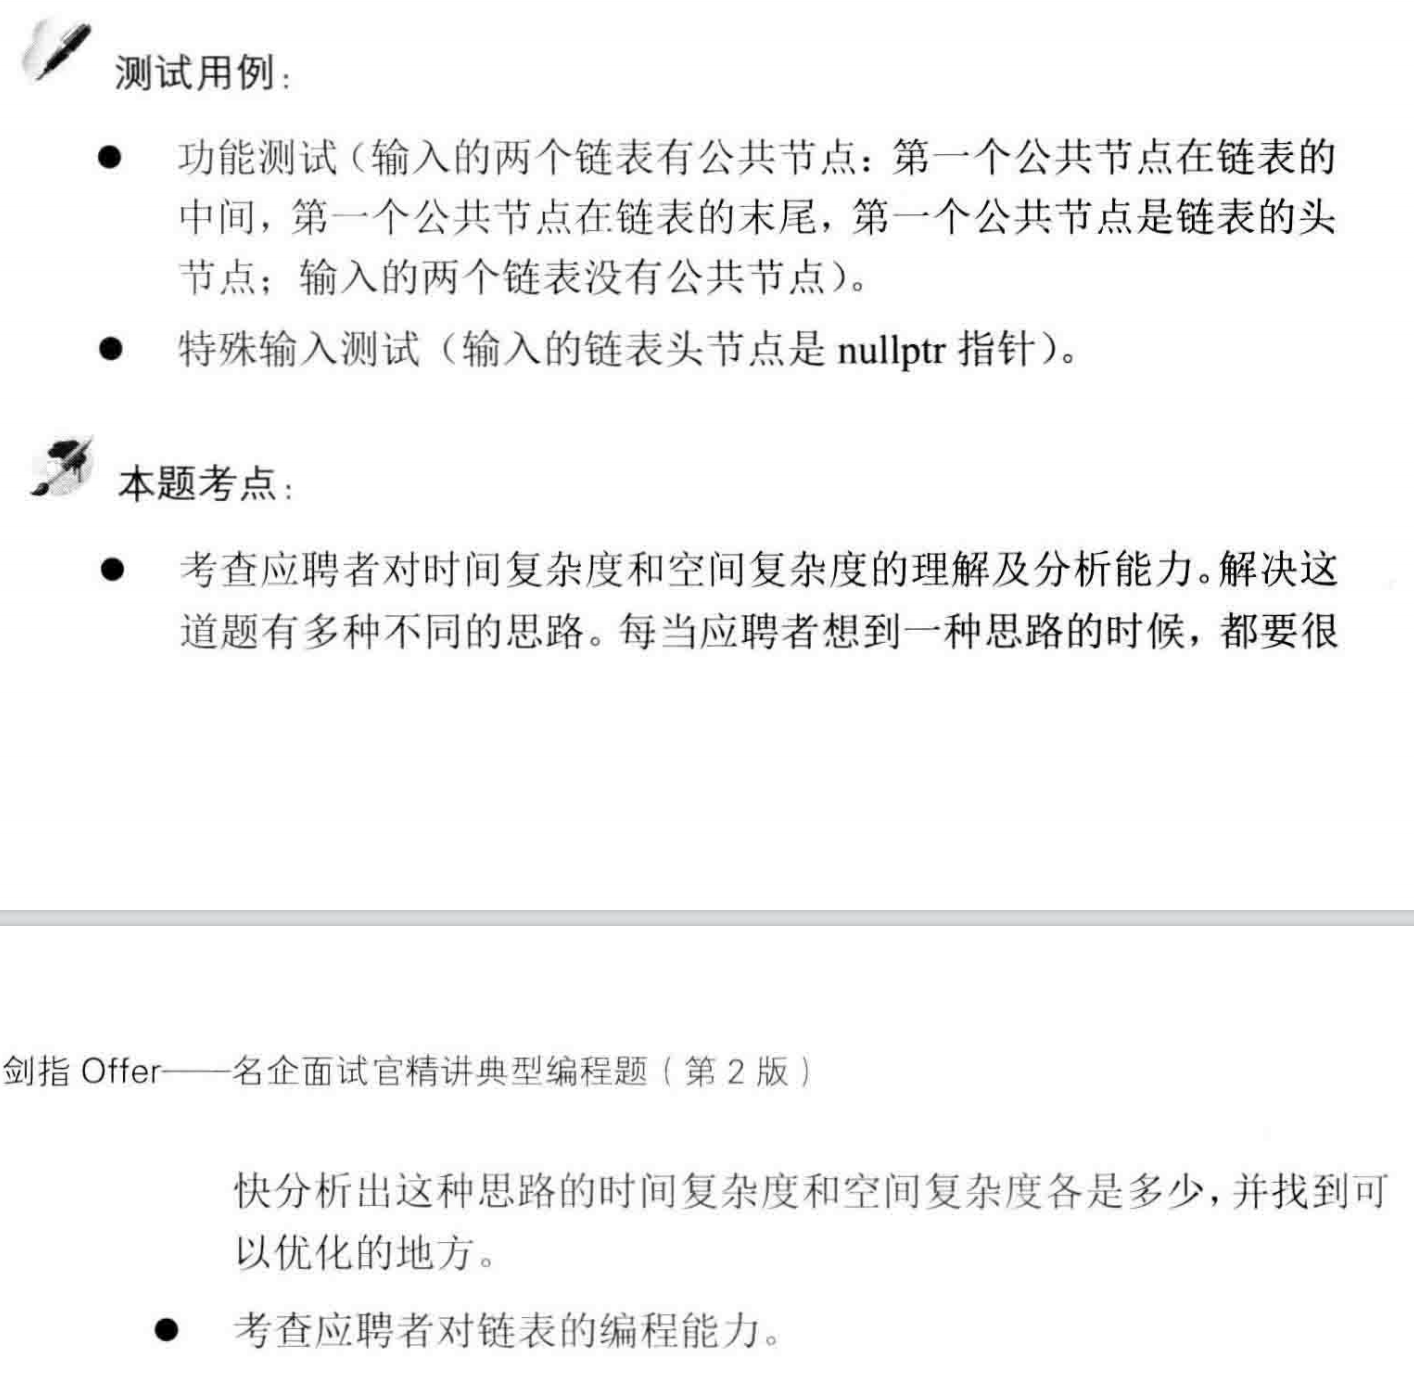 测试用例：
● 功能测试（输入的两个链表有公共节点：第一个公共节点在链表的
中间，第一个公共节点在链表的末尾，第一个公共节点是链表的头
节点；输入的两个链表没有公共节点）。
● 特殊输入测试（输入的链表头节点是 nullptr 指针）。
本题考点：
● 考查应聘者对时间复杂度和空间复杂度的理解及分析能力。解决这
道题有多种不同的思路。每当应聘者想到一种思路的时候，都要很
剑指 Offer——名企面试官精讲典型编程题（第 2 版）
快分析出这种思路的时间复杂度和空间复杂度各是多少，并找到可
以优化的地方。
● 考查应聘者对链表的编程能力。